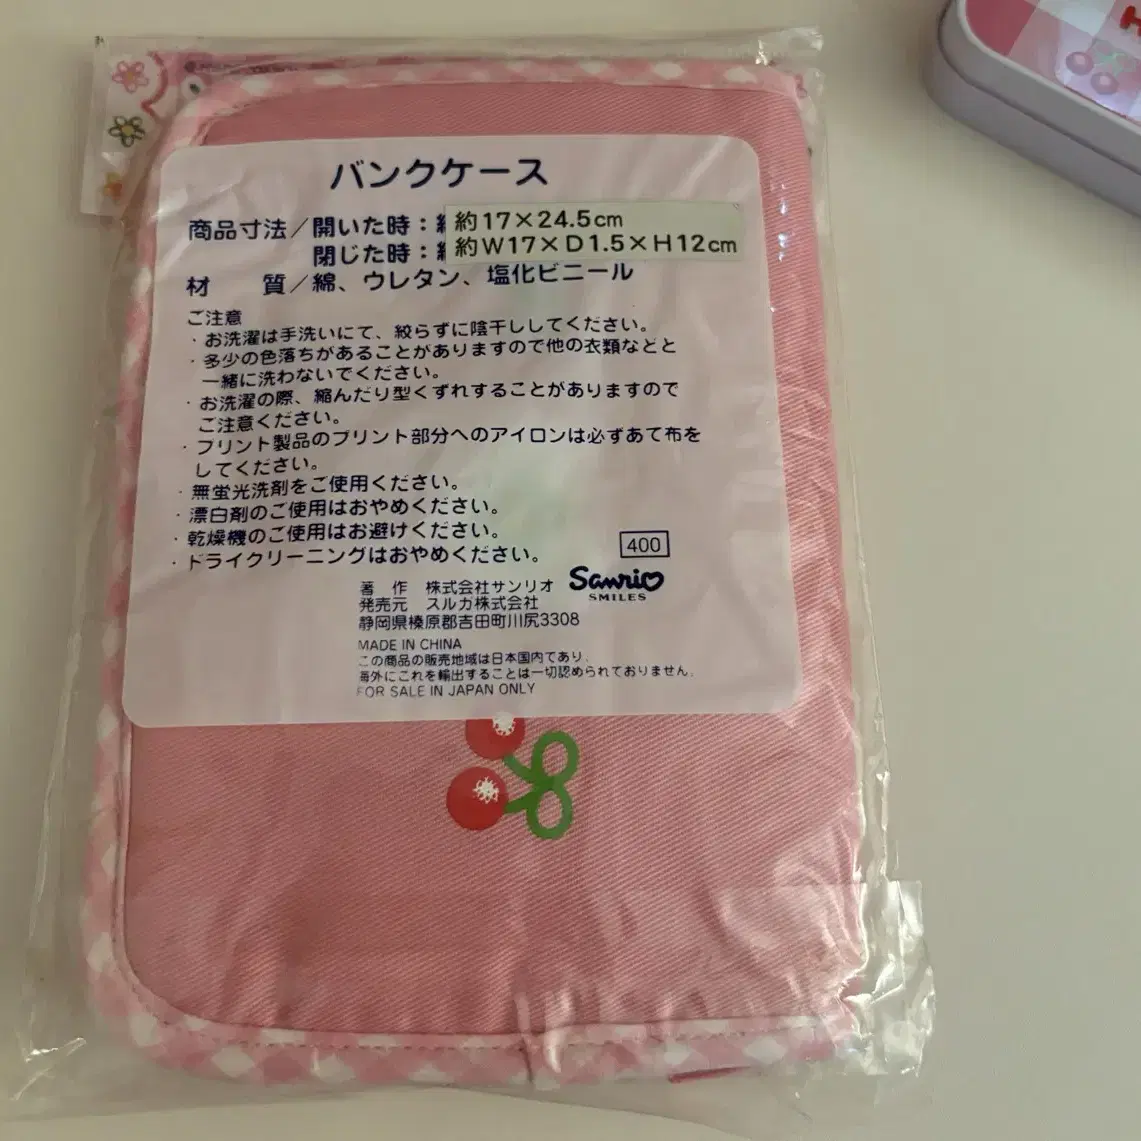 バンクケース
商品寸法／開いた時：約17×24.5cm
閉じた時：約W17×D1.5×H12cm
材　質／綿、ウレタン、塩化ビニール
ご注意
・お洗濯は手洗いにて、絞らずに陰干ししてください。
・多少の色落ちがあることがありますので他の衣類などと
一緒に洗わないでください。
・お洗濯の際、縮んだり型くずれすることがありますので
ご注意ください。
・プリント製品のプリント部分へのアイロンは必ずあて布を
してください。
・無蛍光洗剤をご使用ください。
・漂白剤のご使用はおやめください。
・乾燥機のご使用はお避けください。
・ドライクリーニングはおやめください。
400
著　作　株式会社サンリオ
Sanrio
SMILES
発売元　スルガ株式会社
静岡県榛原郡吉田町川尻3308
MADE IN CHINA
この商品の販売地域は日本国内であり、
海外にこれを輸出することは一切認められておりません。
FOR SALE IN JAPAN ONLY